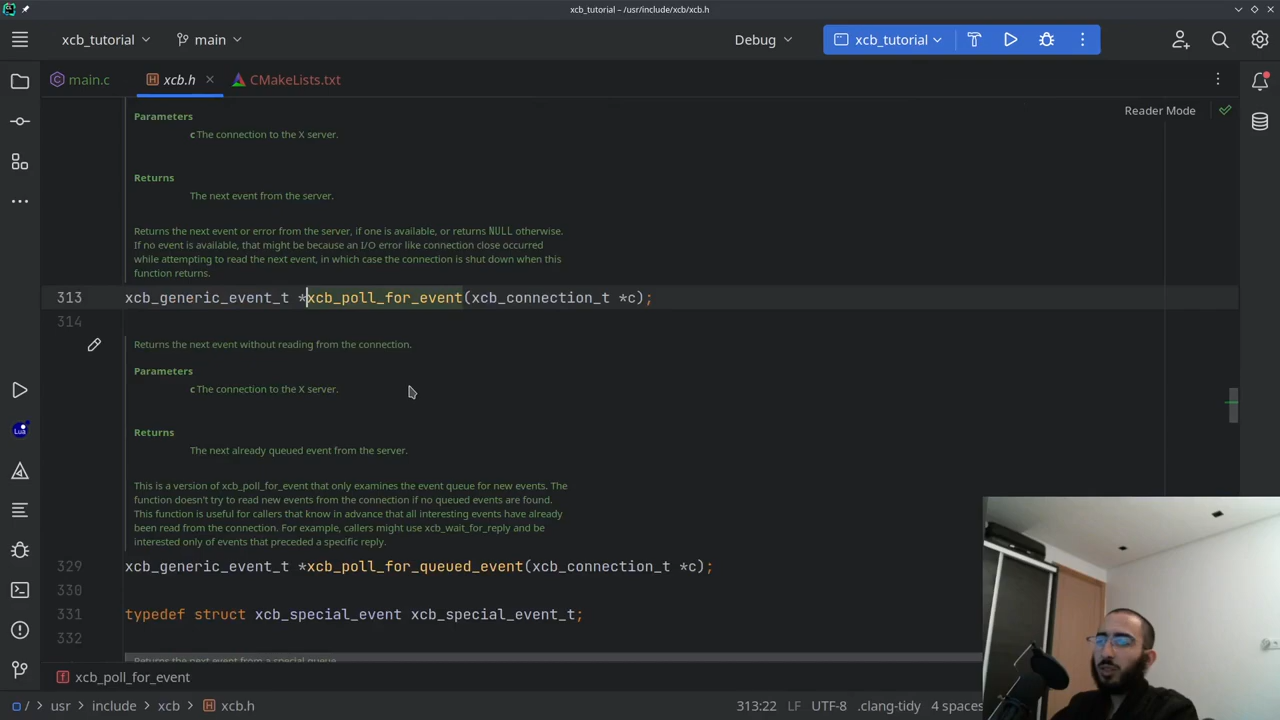 xcb_tutorial – /usr/include/xcb/xcb.h
xcb_tutorial
main
Debug
xcb_tutorial
main.c
xcb.h
CMakeLists.txt
Reader Mode
Parameters
c The connection to the X server.
Returns
The next event from the server.
Returns the next event or error from the server, if one is available, or returns NULL otherwise.
If no event is available, that might be because an I/O error like connection close occurred
while attempting to read the next event, in which case the connection is shut down when this
function returns.
313 xcb_generic_event_t *xcb_poll_for_event(xcb_connection_t *c);
314
Returns the next event without reading from the connection.
Parameters
c The connection to the X server.
Returns
The next already queued event from the server.
This is a version of xcb_poll_for_event that only examines the event queue for new events. The
function doesn't try to read new events from the connection if no queued events are found.
This function is useful for callers that know in advance that all interesting events have already
been read from the connection. For example, callers might use xcb_wait_for_reply and be
interested only of events that preceded a specific reply.
329 xcb_generic_event_t *xcb_poll_for_queued_event(xcb_connection_t *c);
330
331 typedef struct xcb_special_event xcb_special_event_t;
332
Returns the next event from a special queue
Lua
xcb_poll_for_event
/ usr include xcb xcb.h
313:22 LF UTF-8 .clang-tidy 4 spaces